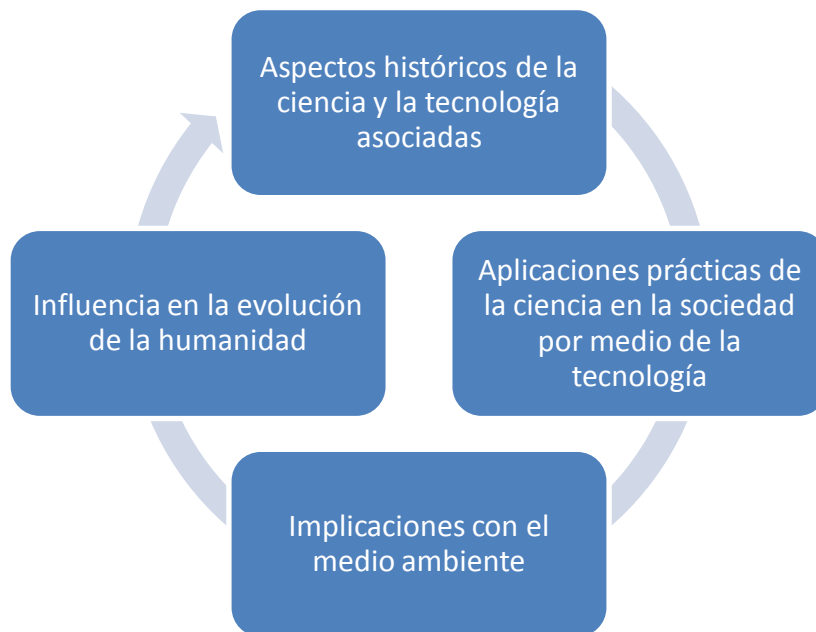 Aspectos históricos de la
ciencia y la tecnología
asociadas
Aplicaciones prácticas de
la ciencia en la sociedad
por medio de la
tecnología
Implicaciones con el
medio ambiente
Influencia en la evolución
de la humanidad